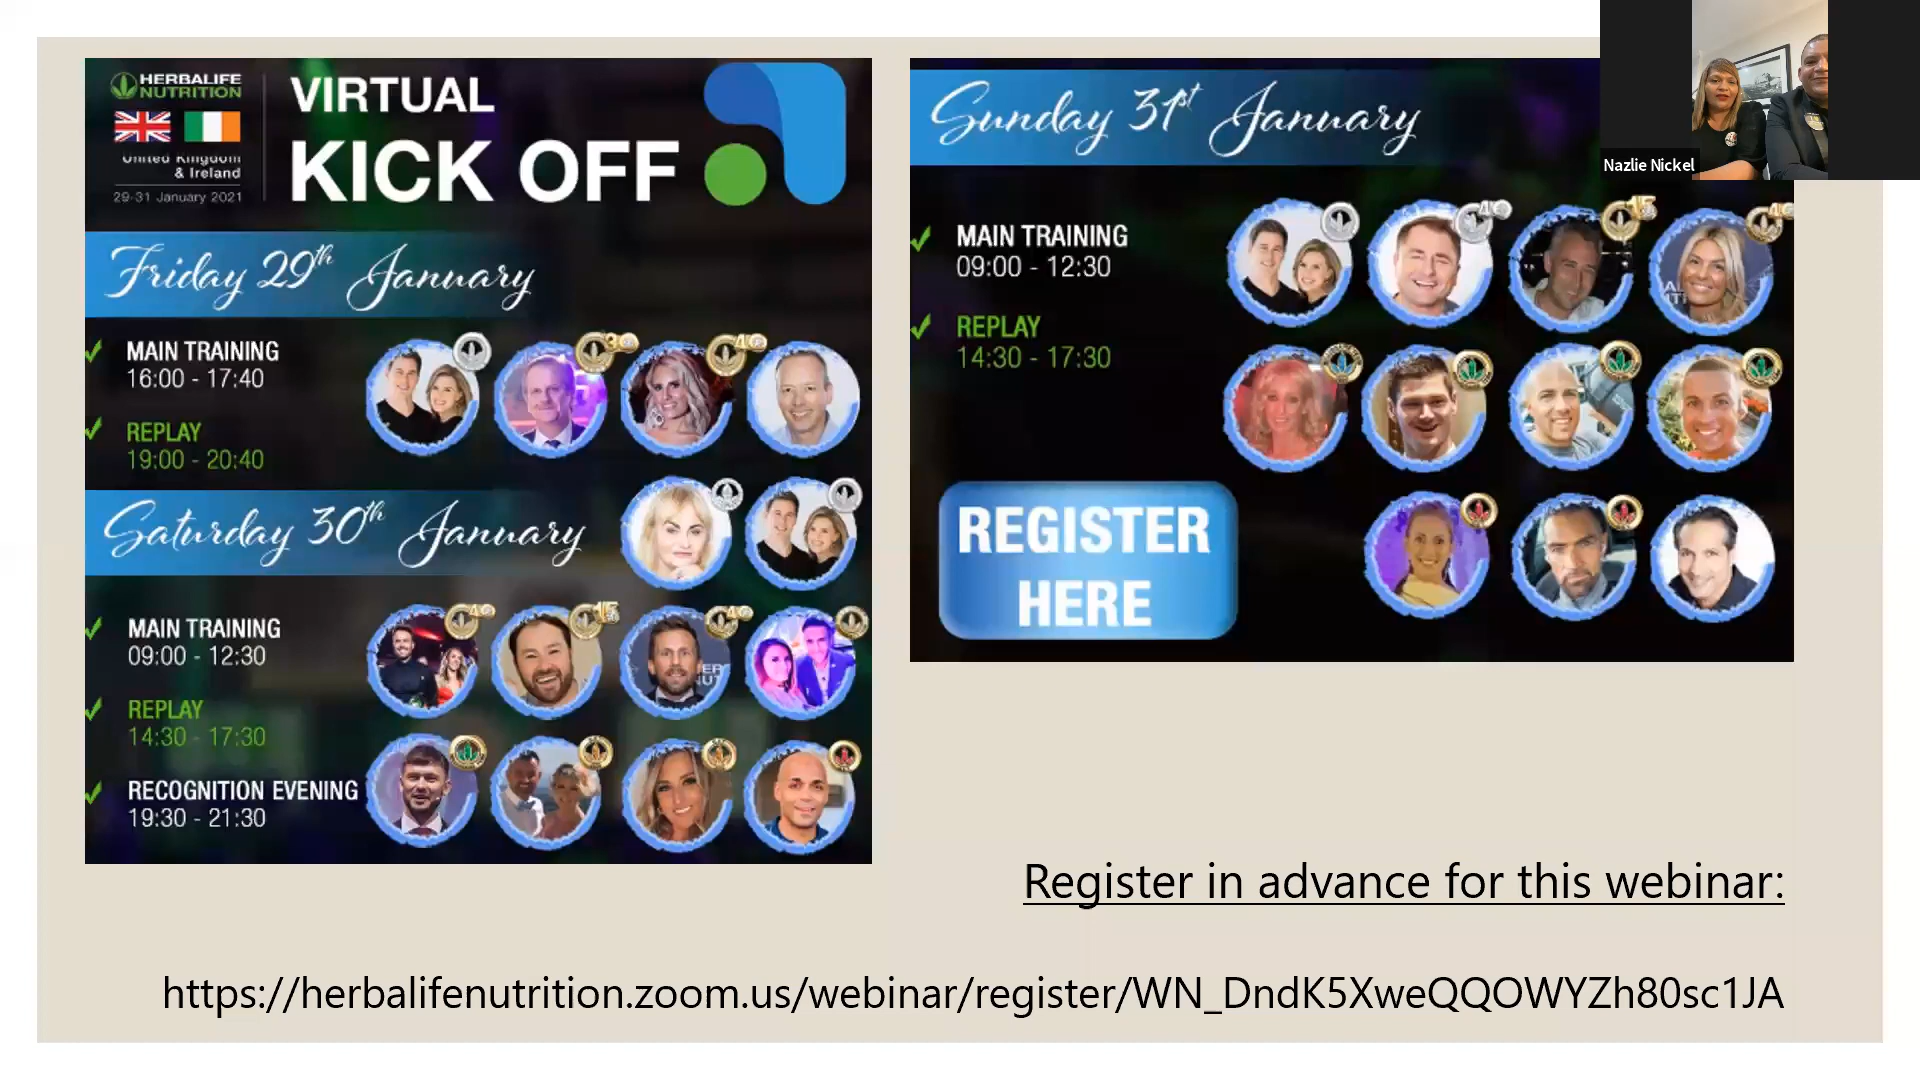 HERBALIFE
NUTRITION
United Kingdom
& Ireland
29-31 January 2021
VIRTUAL
KICK OFF
Friday 29th January
MAIN TRAINING
16:00 - 17:40
REPLAY
19:00 - 20:40
Saturday 30th January
MAIN TRAINING
09:00 - 12:30
REPLAY
14:30 - 17:30
RECOGNITION EVENING
19:30 - 21:30
Sunday 31st January
MAIN TRAINING
09:00 - 12:30
REPLAY
14:30 - 17:30
REGISTER
HERE
Nazlie Nickel
Register in advance for this webinar:
https://herbalifenutrition.zoom.us/webinar/register/WN_DndK5XweQQOWYZh80sc1JA